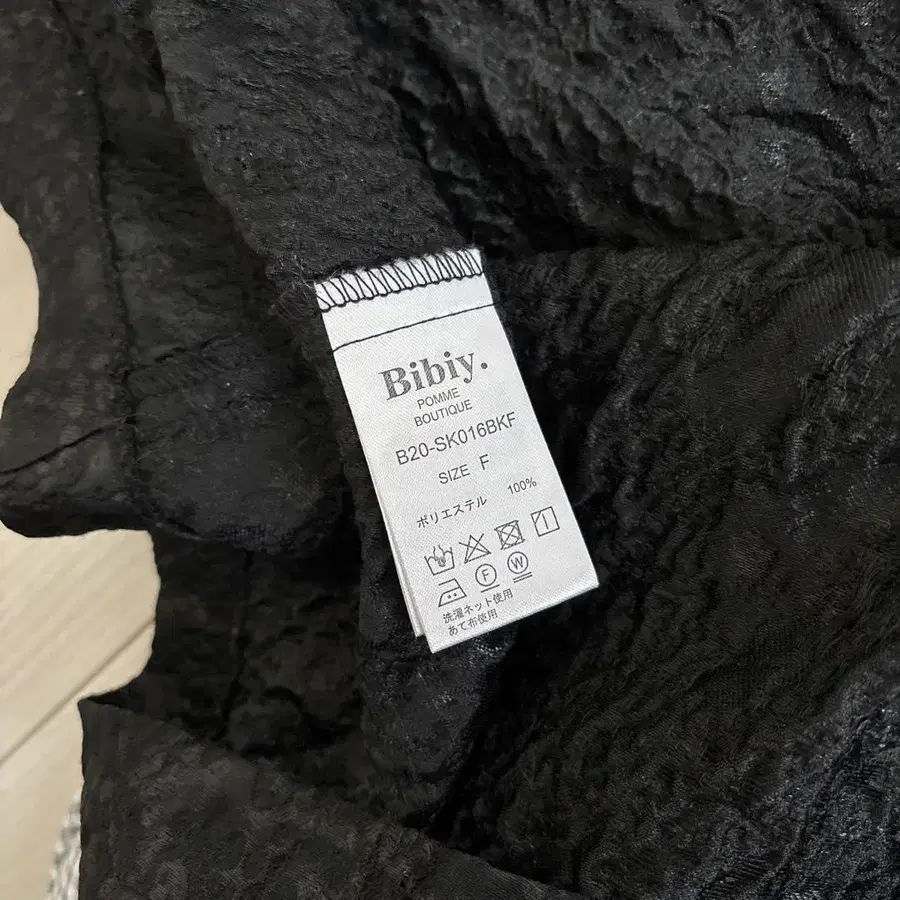 Bibiy.
POMME
BOUTIQUE
B20-SK016BKF
SIZE F
ポリエステル 100%
F W
洗濯ネット使用
あて布使用